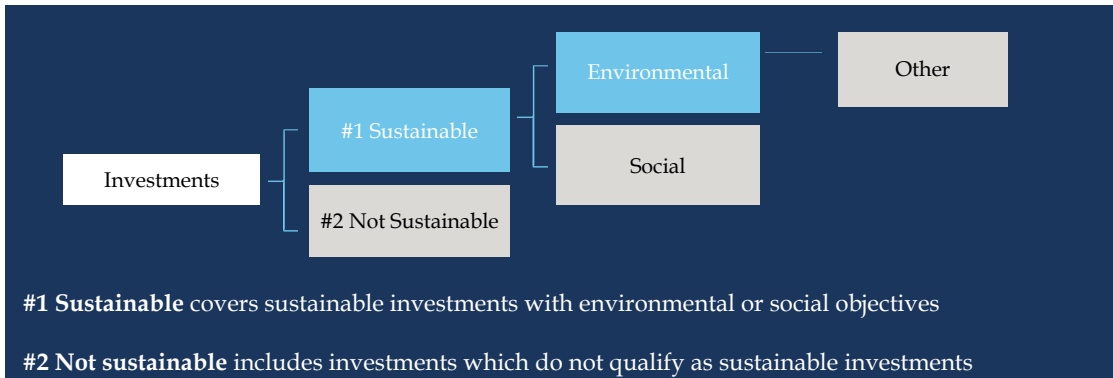 Environmental
Other
#1 Sustainable
Social
Investments
#2 Not Sustainable
#1 Sustainable covers sustainable investments with environmental or social objectives
#2 Not sustainable includes investments which do not qualify as sustainable investments